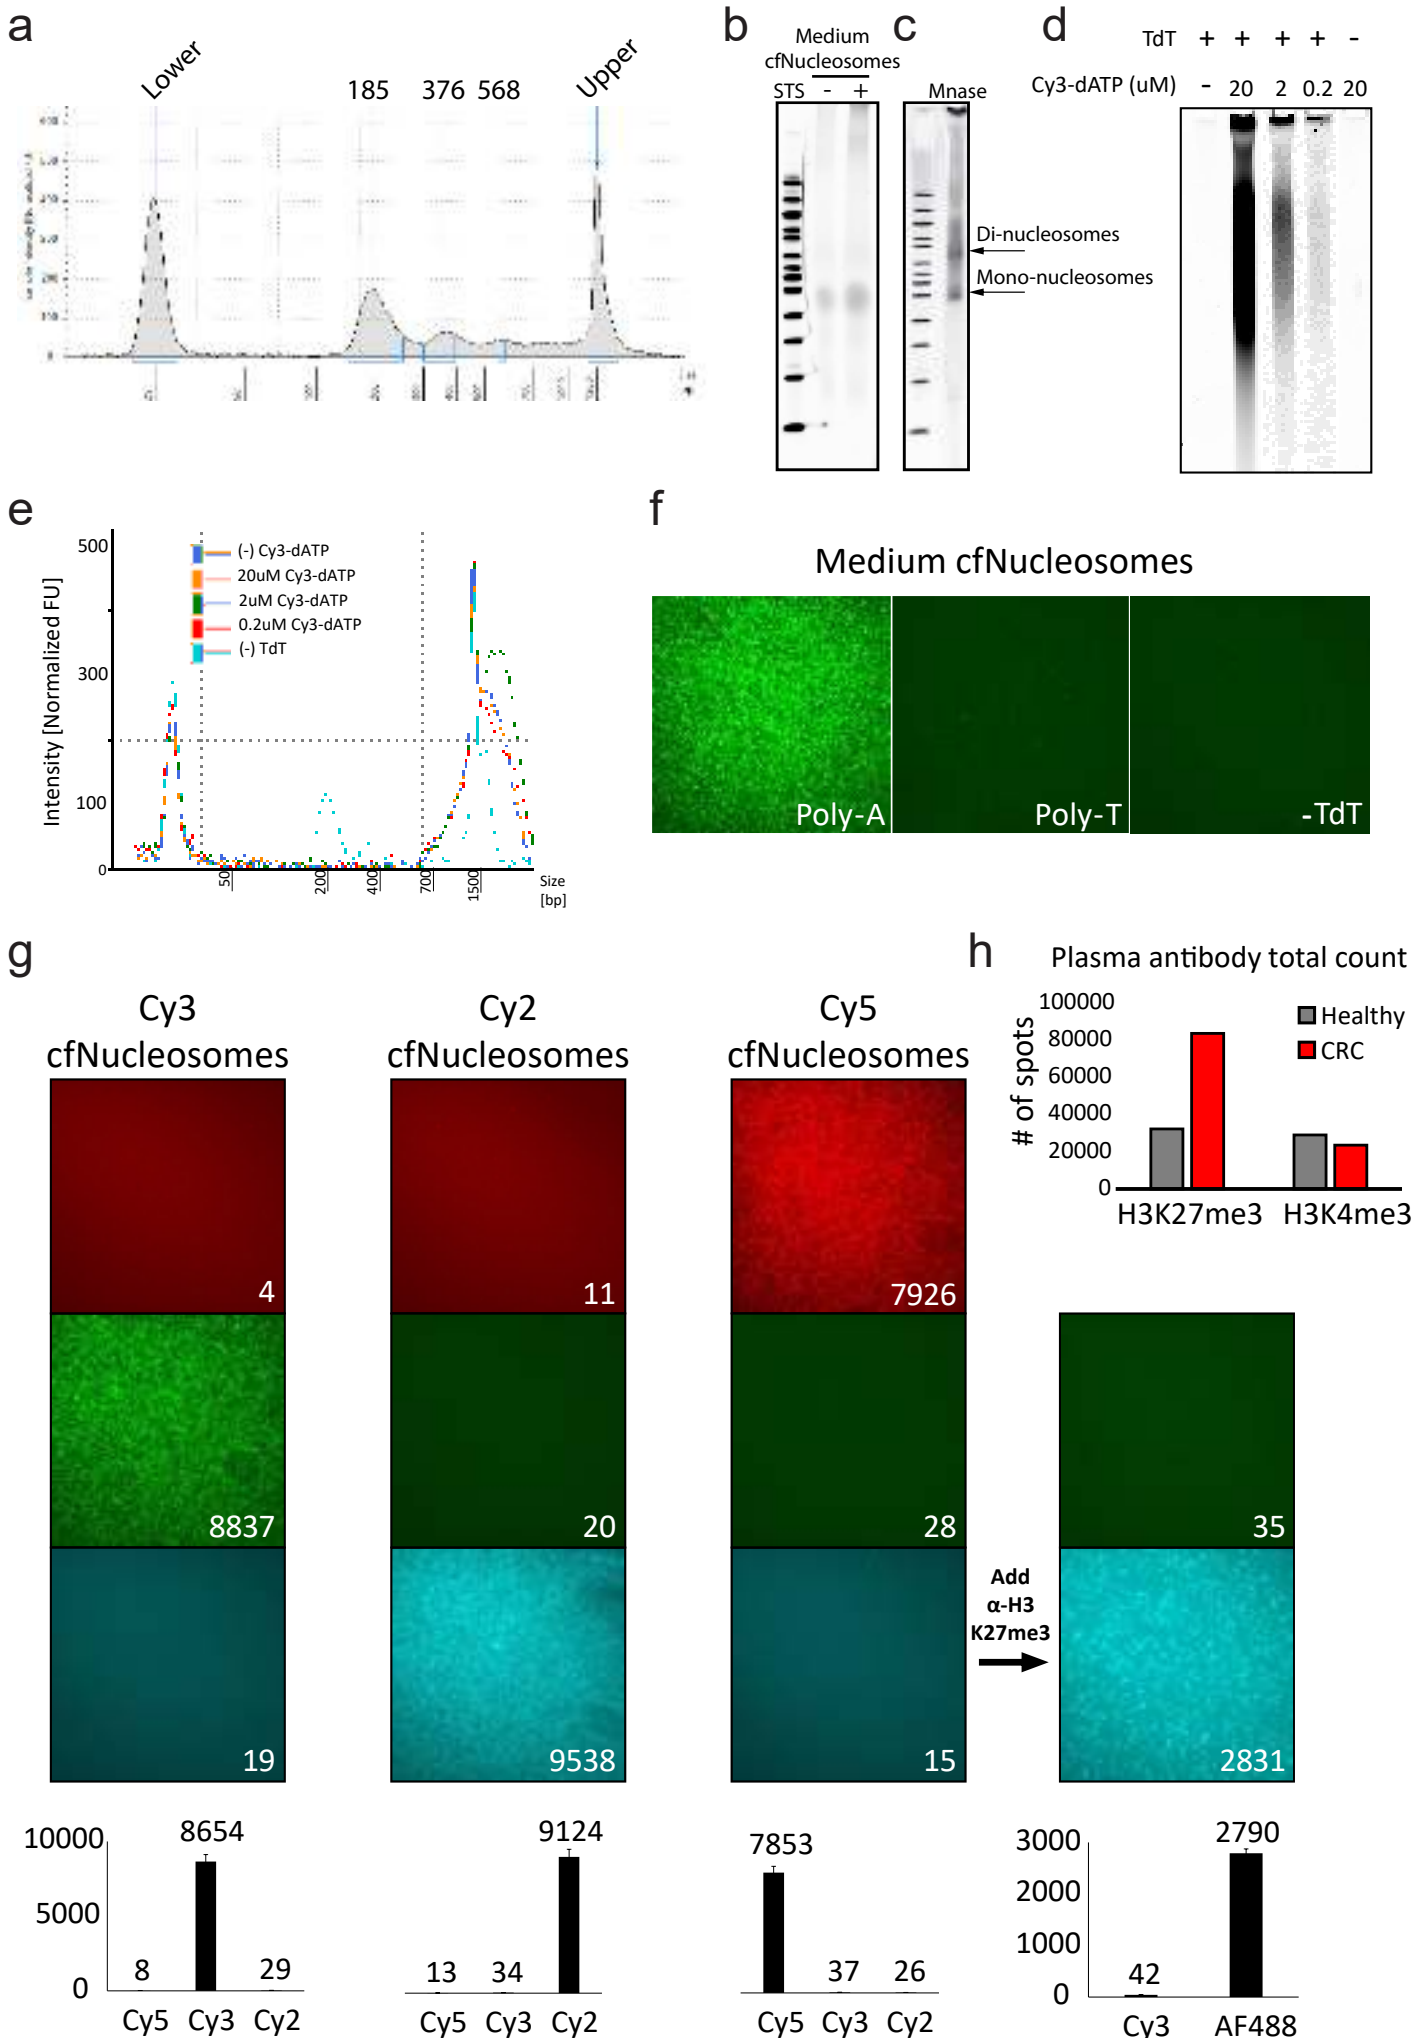 a
Lower
185
376
568
Upper
b
Medium
cfNucleosomes
STS
-
+
c
Mnase
Di-nucleosomes
Mono-nucleosomes
d
TdT + + + + -
Cy3-dATP (uM) - 20 2 0.2 20
e
Intensity [Normalized FU]
500
300
100
0
(-) Cy3-dATP
20uM Cy3-dATP
2uM Cy3-dATP
0.2uM Cy3-dATP
(-) TdT
50
200
400
700
1500
Size
[bp]
f
Medium cfNucleosomes
Poly-A
Poly-T
-TdT
g
Cy3
cfNucleosomes
Cy2
cfNucleosomes
Cy5
cfNucleosomes
4
11
7926
8837
20
28
35
19
9538
15
Add
α-H3
K27me3
2831
10000
5000
0
8
8654
29
Cy5 Cy3 Cy2
13
34
9124
Cy5 Cy3 Cy2
7853
37
26
Cy5 Cy3 Cy2
3000
2000
1000
0
42
2790
Cy3 AF488
h
Plasma antibody total count
# of spots
100000
80000
60000
40000
20000
0
Healthy
CRC
H3K27me3 H3K4me3